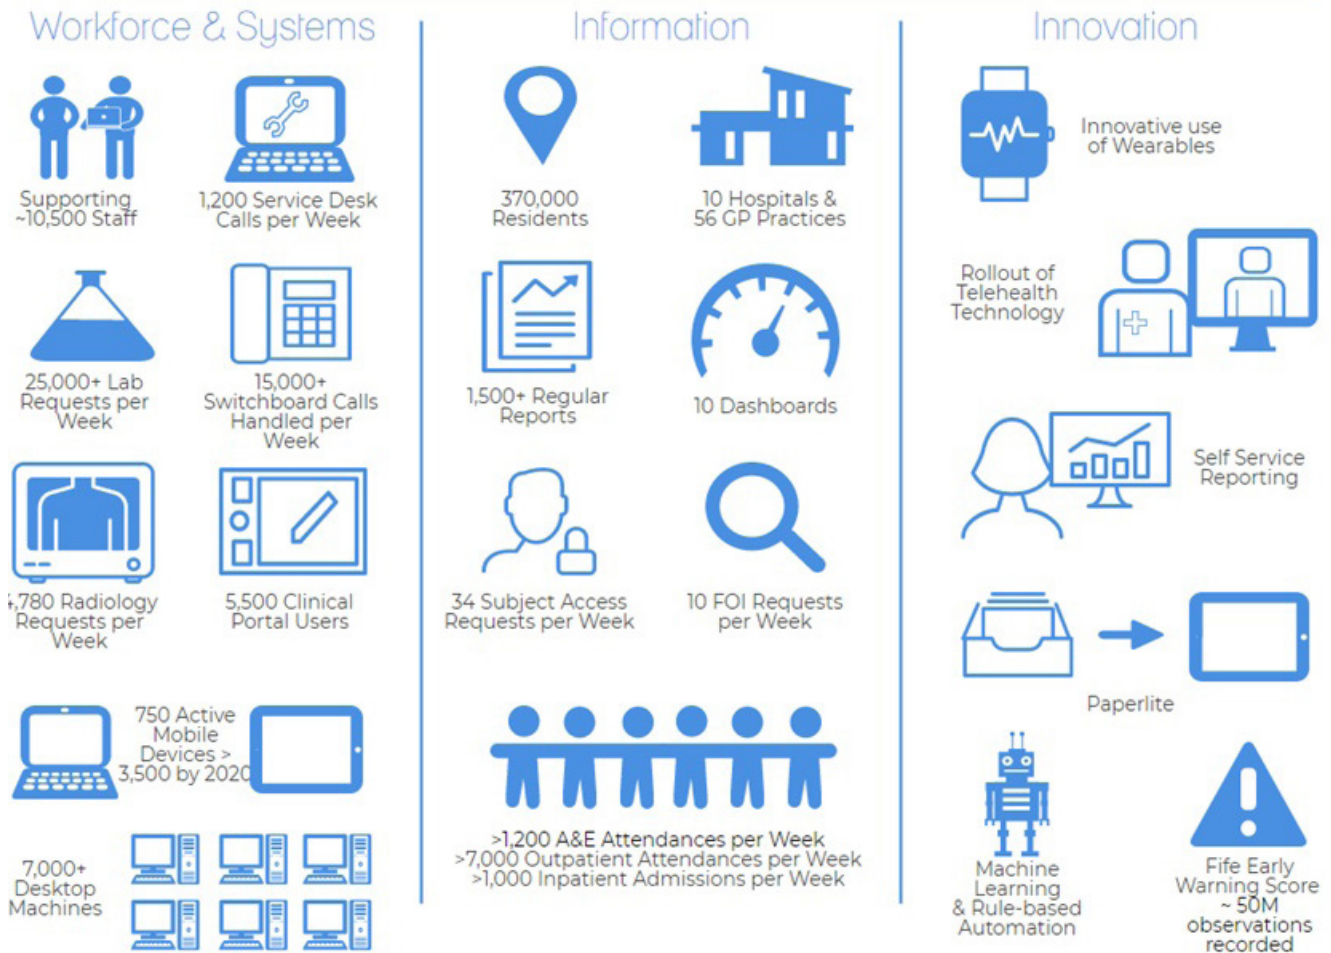 Workforce & Systems
Supporting
~10,500 Staff
1,200 Service Desk
Calls per Week
25,000+ Lab
Requests per
Week
15,000+
Switchboard Calls
Handled per
Week
4,780 Radiology
Requests per
Week
5,500 Clinical
Portal Users
750 Active
Mobile
Devices >
3,500 by 2020
7,000+
Desktop
Machines
Information
370,000
Residents
10 Hospitals &
56 GP Practices
1,500+ Regular
Reports
10 Dashboards
34 Subject Access
Requests per Week
10 FOI Requests
per Week
>1,200 A&E Attendances per Week
>7,000 Outpatient Attendances per Week
>1,000 Inpatient Admissions per Week
Innovation
Innovative use
of Wearables
Rollout of
Telehealth
Technology
Self Service
Reporting
Paperlite
Machine
Learning
& Rule-based
Automation
Fife Early
Warning Score
~ 50M
observations
recorded